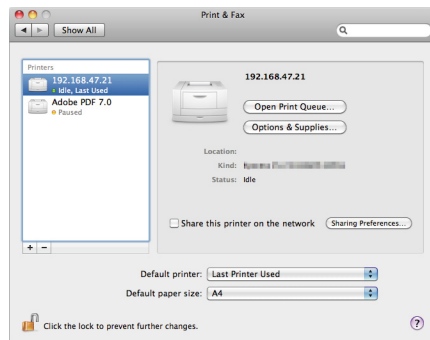 Print & Fax
Show All
Printers
192.168.47.21
Idle, Last Used
Adobe PDF 7.0
Paused
192.168.47.21
Open Print Queue...
Options & Supplies...
Location:
Kind:
Status: Idle
Share this printer on the network
Sharing Preferences...
+ −
Default printer: Last Printer Used
Default paper size: A4
Click the lock to prevent further changes.
?